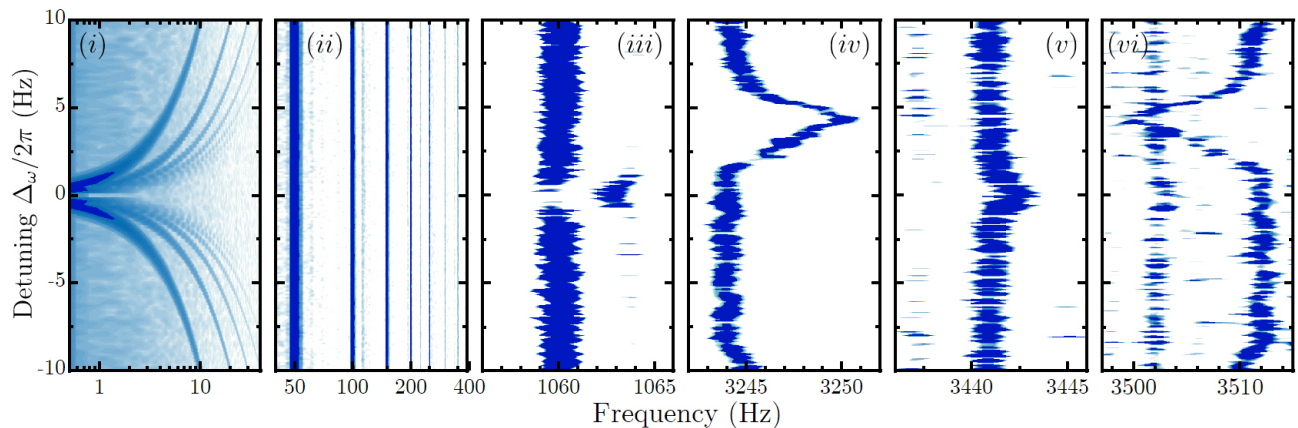 10
5
0
-5
-10
Detuning Δω/2π (Hz)
(i)
(ii)
(iii)
(iv)
(v)
(vi)
1 10
50 100 200 400
1060 1065
3245 3250
3440 3445
3500 3510
Frequency (Hz)